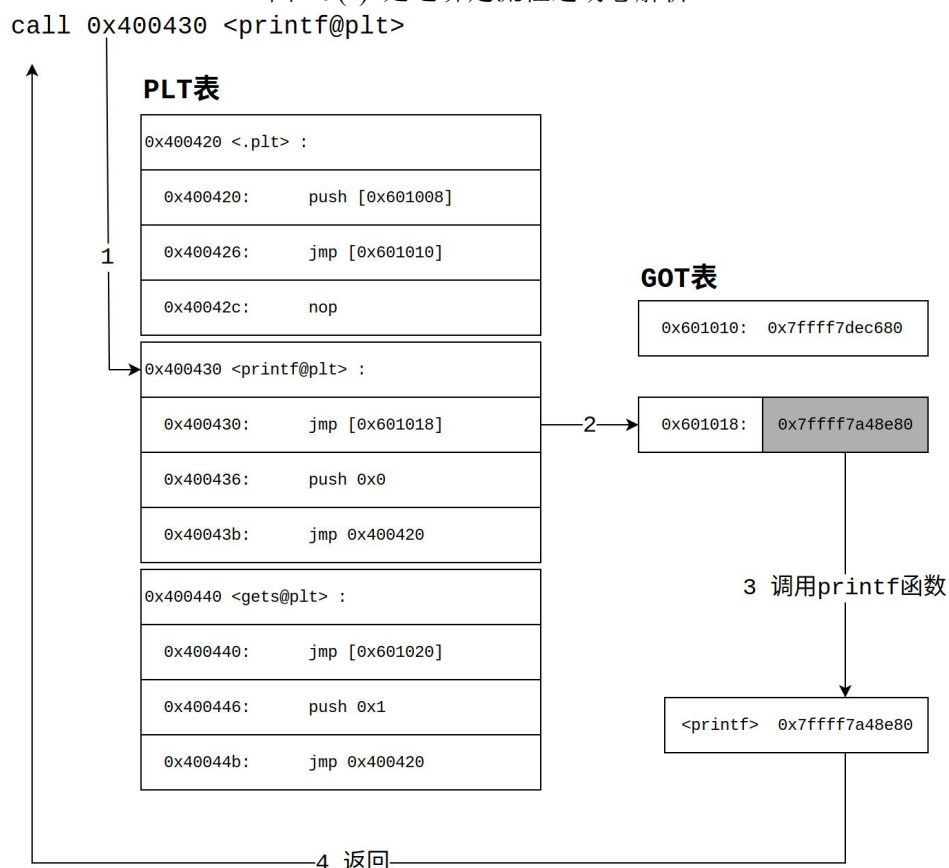 call 0x400430 <printf@plt>
PLT表
0x400420 <.plt> :
0x400420: push [0x601008]
0x400426: jmp [0x601010]
0x40042c: nop
1
0x400430 <printf@plt> :
0x400430: jmp [0x601018]
0x400436: push 0x0
0x40043b: jmp 0x400420
0x400440 <gets@plt> :
0x400440: jmp [0x601020]
0x400446: push 0x1
0x40044b: jmp 0x400420
GOT表
0x601010: 0x7ffff7dec680
2
0x601018: 0x7ffff7a48e80
3 调用printf函数
<printf> 0x7ffff7a48e80
4 返回